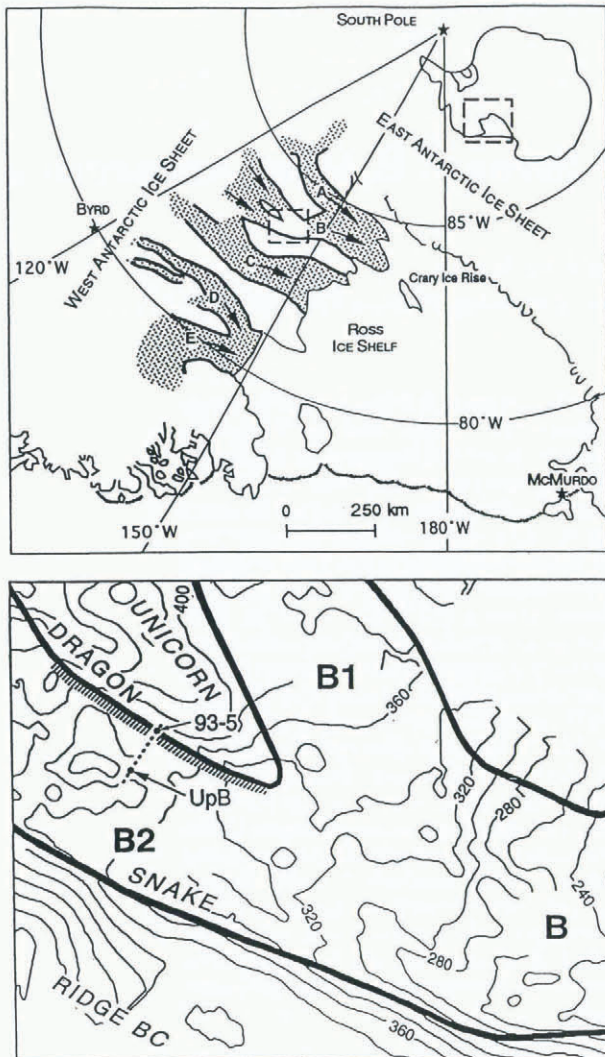 SOUTH POLE
EAST ANTARCTIC ICE SHEET
WEST ANTARCTIC ICE SHEET
A
BYRD
B
85°W
120°W
C
Crary Ice Rise
D
ROSS
ICE SHELF
E
80°W
McMURDO
0 250 km
150°W
180°W
UNICORN
400
DRAGON
B1
93-5
360
UpB
320
280
B2
SNAKE
240
320
B
280
RIDGE BC
360